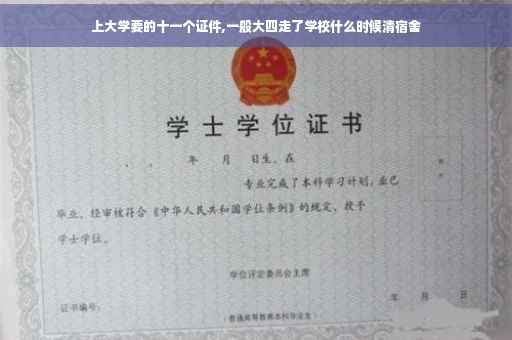 上大学要的十一个证件,一般大四走了学校什么时候清宿舍
学士学位证书
年 月 日生。在
专业完成了本科学习计划,业已
毕业,经审核符合《中华人民共和国学位条例》的规定,授予
学士学位。
学位评定委员会主席
证书编号:
年 月 日
(普通高等教育本科毕业生)